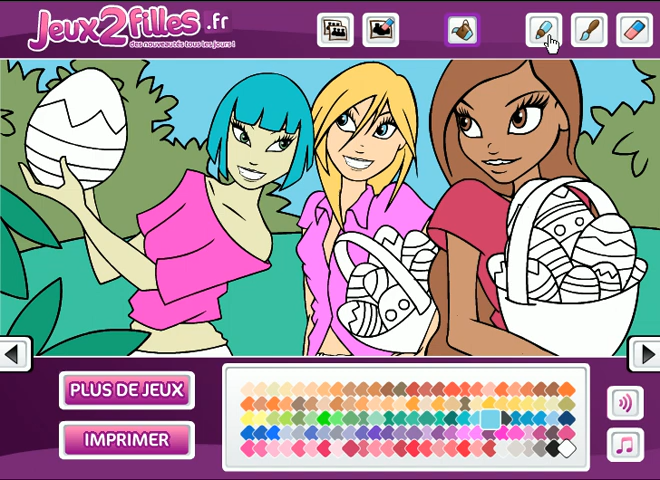 Jeux2filles.fr
des nouveautés tous les jours !
PLUS DE JEUX
IMPRIMER